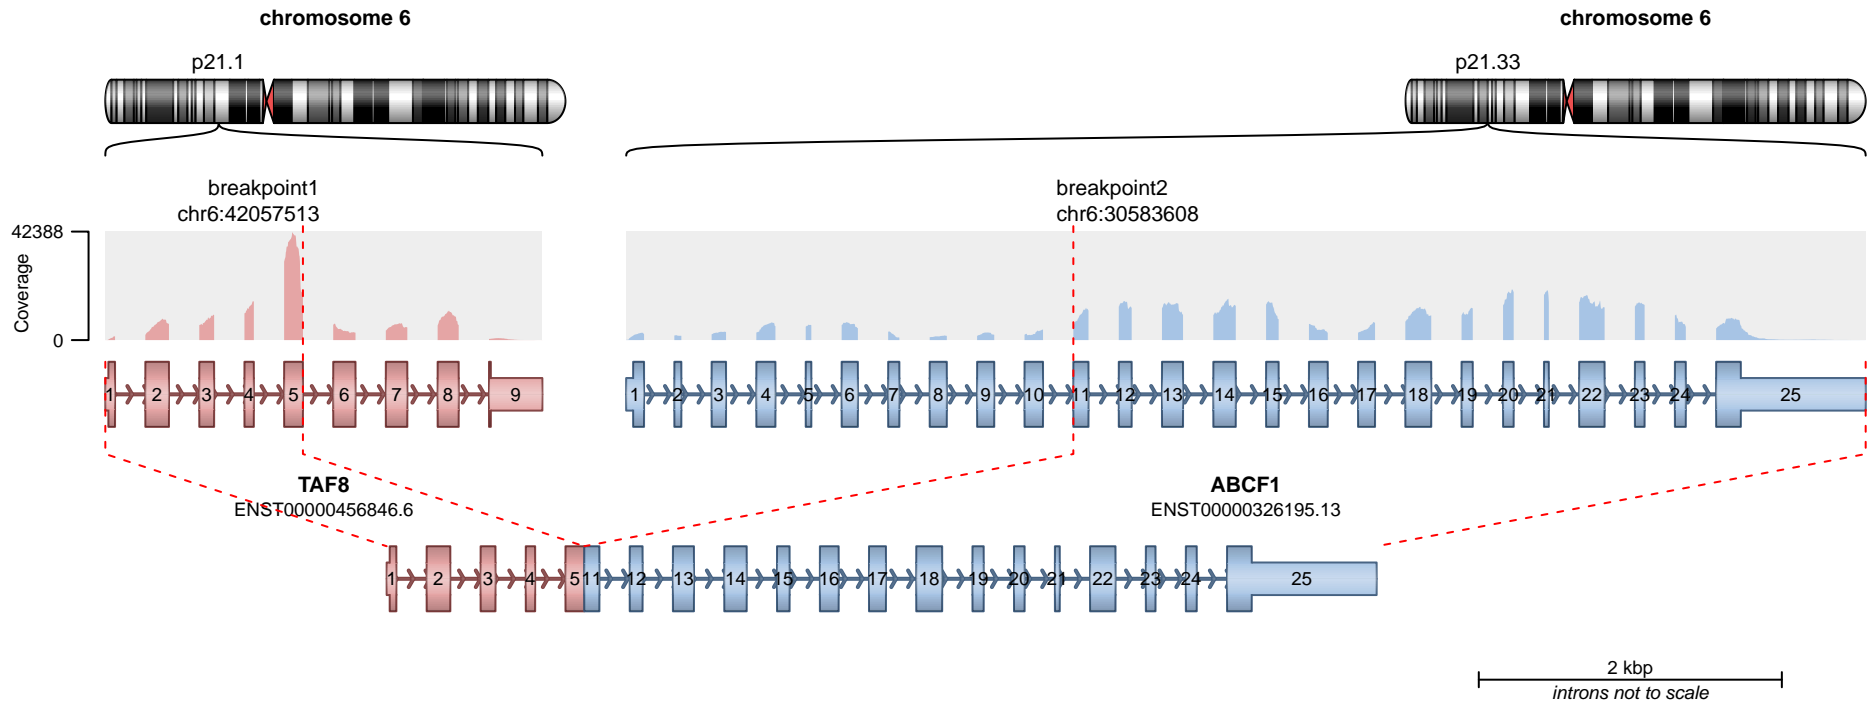 chromosome 6
chromosome 6
p21.1
p21.33
breakpoint1
chr6:42057513
breakpoint2
chr6:30583608
42388
Coverage
0
1 2 3 4 5 6 7 8 9
1 2 3 4 5 6 7 8 9 10 11 12 13 14 15 16 17 18 19 20 21 22 23 24 25
TAF8
ENST00000456846.6
ABCF1
ENST00000326195.13
1 2 3 4 5 11 12 13 14 15 16 17 18 19 20 21 22 23 24 25
2 kbp
introns not to scale